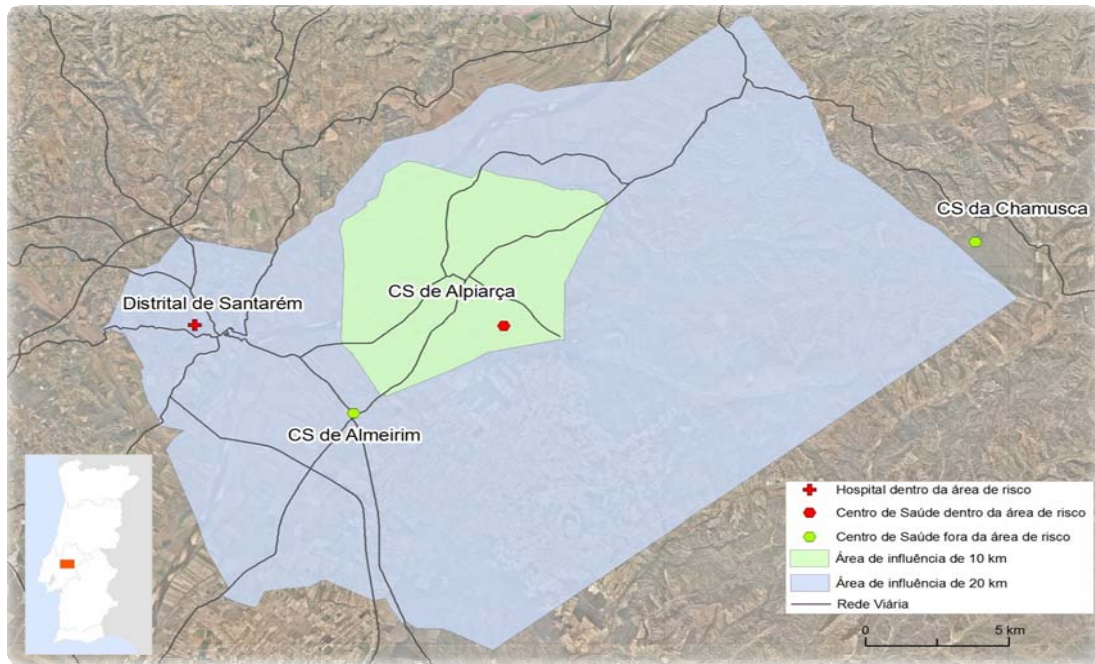 CS da Chamusca
CS de Alpiarça
Distrital de Santarém
CS de Almeirim
Hospital dentro da área de risco
Centro de Saúde dentro da área de risco
Centro de Saúde fora da área de risco
Área de influência de 10 km
Área de influência de 20 km
Rede Viária
0 5 km